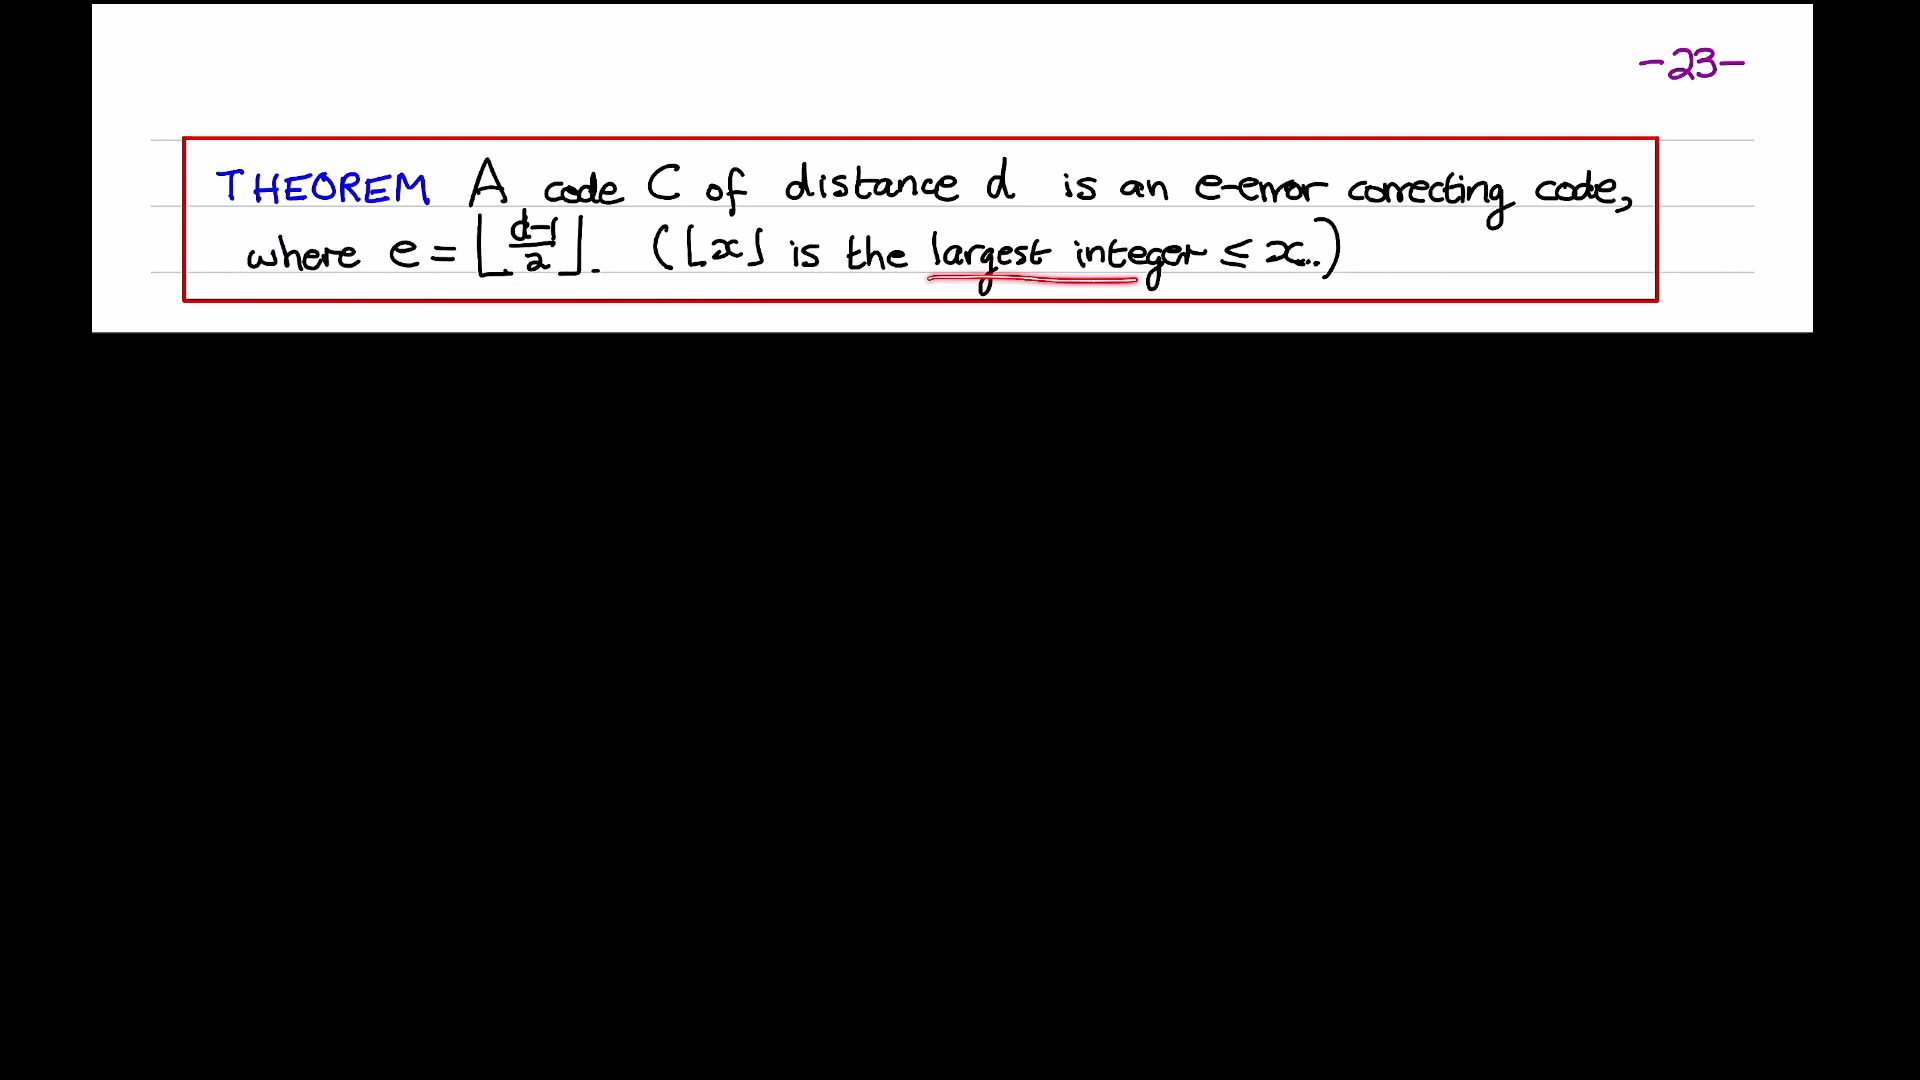 -23-
THEOREM A code C of distance d is an e-error correcting code,
where e = ⌊(d-1)/2⌋. (⌊x⌋ is the largest integer ≤ x..)